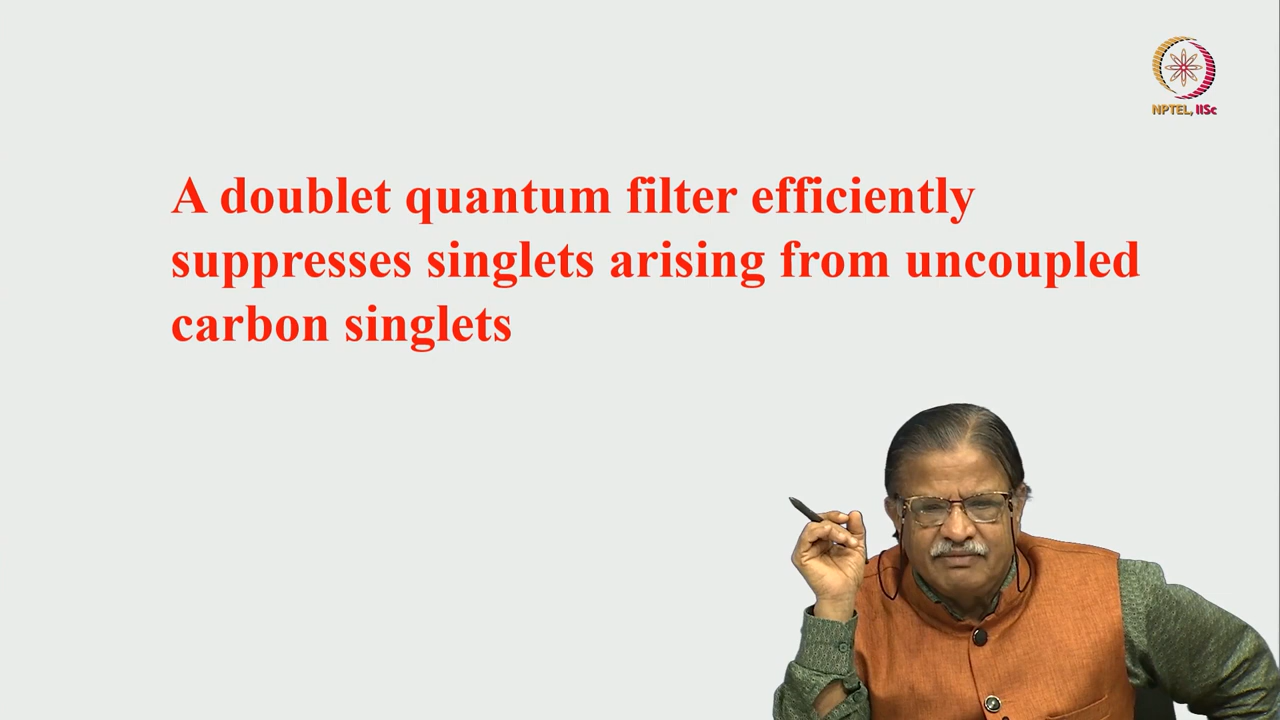 NPTEL, IISc
A doublet quantum filter efficiently
suppresses singlets arising from uncoupled
carbon singlets